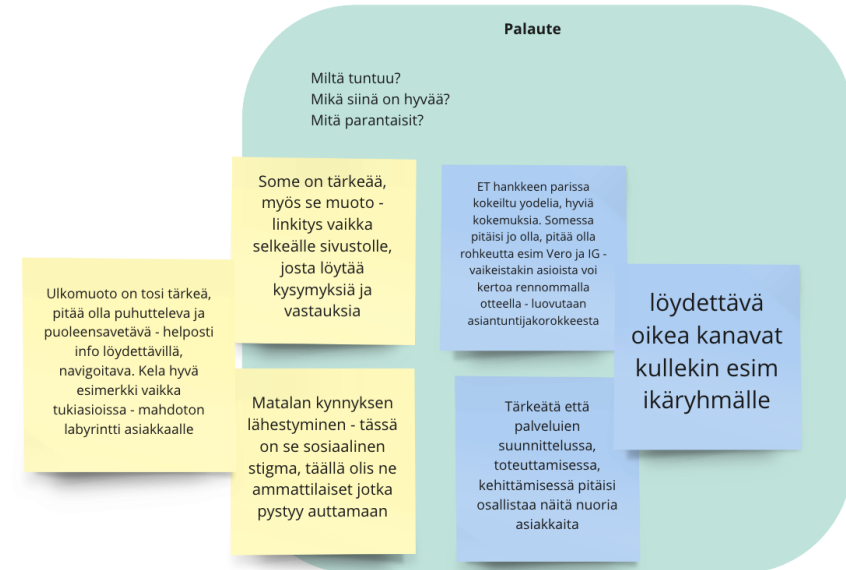 Palaute
Miltä tuntuu?
Mikä siinä on hyvää?
Mitä parantaisit?
Some on tärkeää,
myös se muoto -
linkitys vaikka
selkeälle sivustolle,
josta löytää
kysymyksiä ja
vastauksia
ET hankkeen parissa
kokeiltu yodelia, hyviä
kokemuksia. Somessa
pitäisi jo olla, pitää olla
rohkeutta esim Vero ja IG -
vaikeistakin asioista voi
kertoa rennommalla
otteella - luovutaan
asiantuntijakorokkeesta
Ulkomuoto on tosi tärkeä,
pitää olla puhutteleva ja
puoleensavetävä - helposti
info löydettävillä,
navigoitava. Kela hyvä
esimerkki vaikka
tukiasioissa - mahdoton
labyrintti asiakkaalle
löydettävä
oikea kanavat
kullekin esim
ikäryhmälle
Matalan kynnyksen
lähestyminen - tässä
on se sosiaalinen
stigma, täällä olis ne
ammattilaiset jotka
pystyy auttamaan
Tärkeätä että
palveluien
suunnittelussa,
toteuttamisessa,
kehittämisessä pitäisi
osallistaa näitä nuoria
asiakkaita